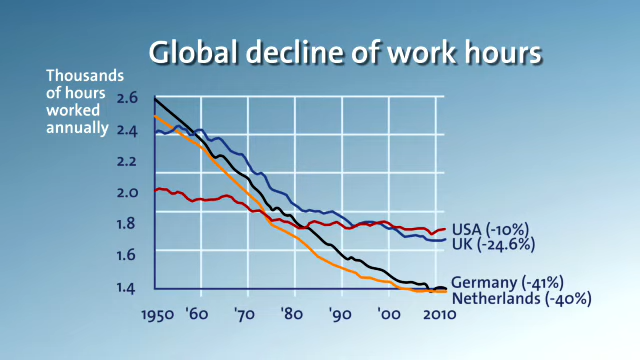 Global decline of work hours
Thousands
of hours
worked
annually
2.6
2.4
2.2
2.0
1.8
1.6
1.4
USA (-10%)
UK (-24.6%)
Germany (-41%)
Netherlands (-40%)
1950 '60 '70 '80 '90 '00 2010